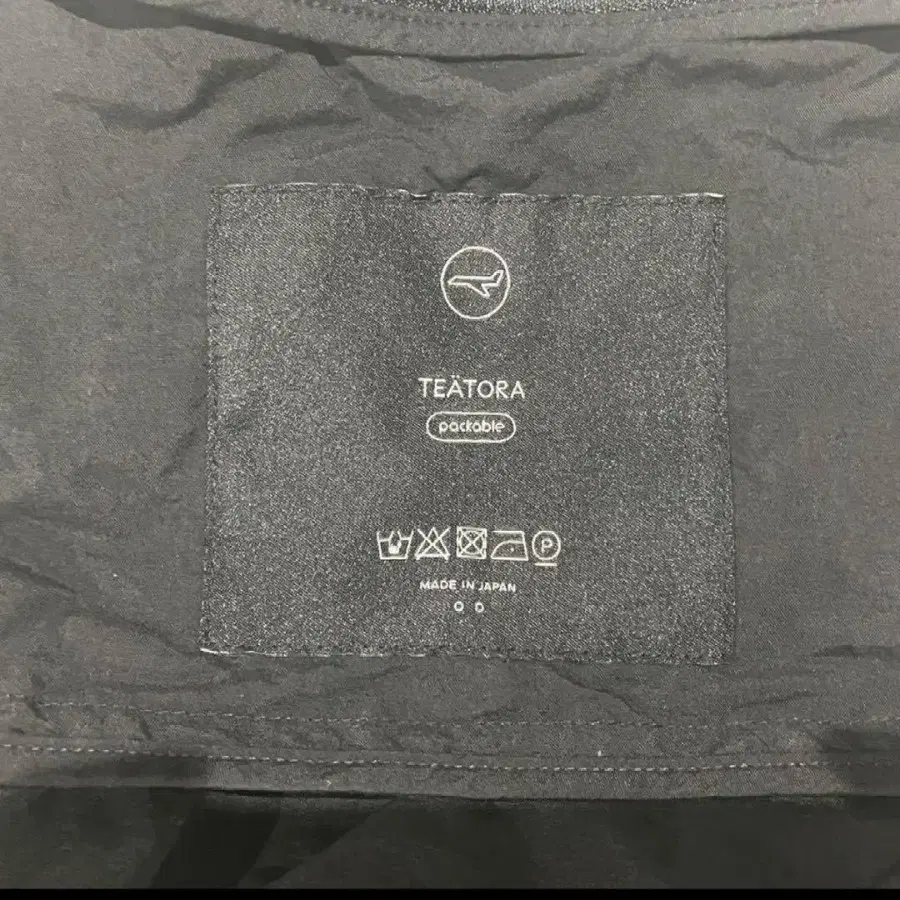 TEÄTORA
packable
P
MADE IN JAPAN